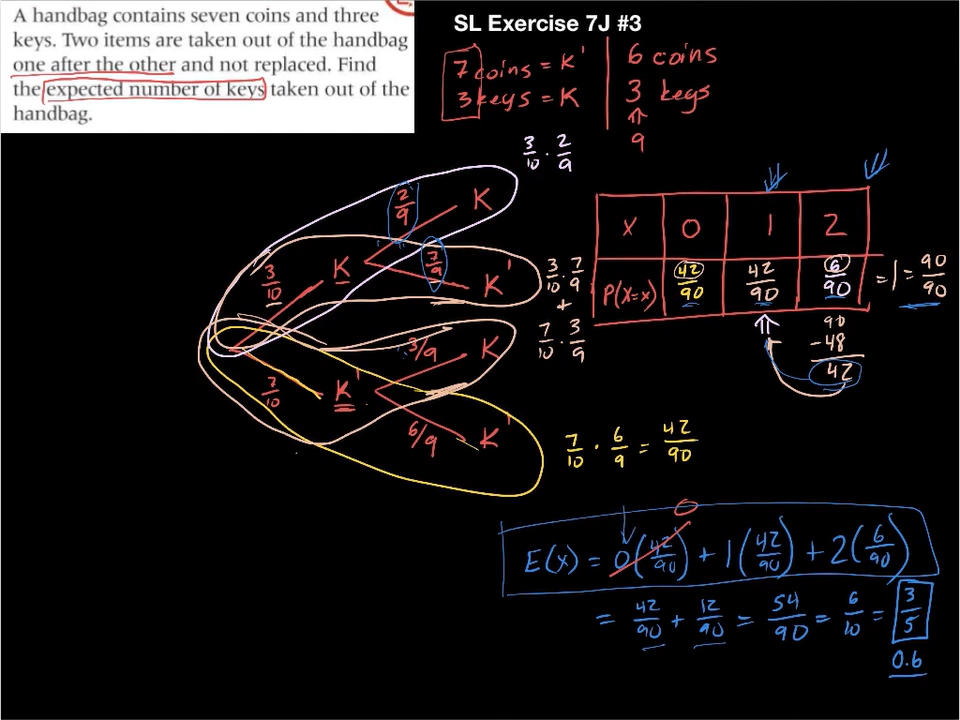 A handbag contains seven coins and three
keys. Two items are taken out of the handbag
one after the other and not replaced. Find
the expected number of keys taken out of the
handbag.
SL Exercise 7J #3
7 coins = K'
3 keys = K
6 coins
3 keys
9
3/10 · 2/9
2/9
K
3/10
K
7/9
K'
3/10 · 7/9
+
7/10 · 3/9
3/9
K
7/10
K'
6/9
K'
7/10 · 6/9 = 42/90
X 0 1 2
P(X=x) 42/90 42/90 6/90 = 1 = 90/90
90
-48
42
0
E(X) = 0(42/90) + 1(42/90) + 2(6/90)
= 42/90 + 12/90 = 54/90 = 6/10 = 3/5
0.6